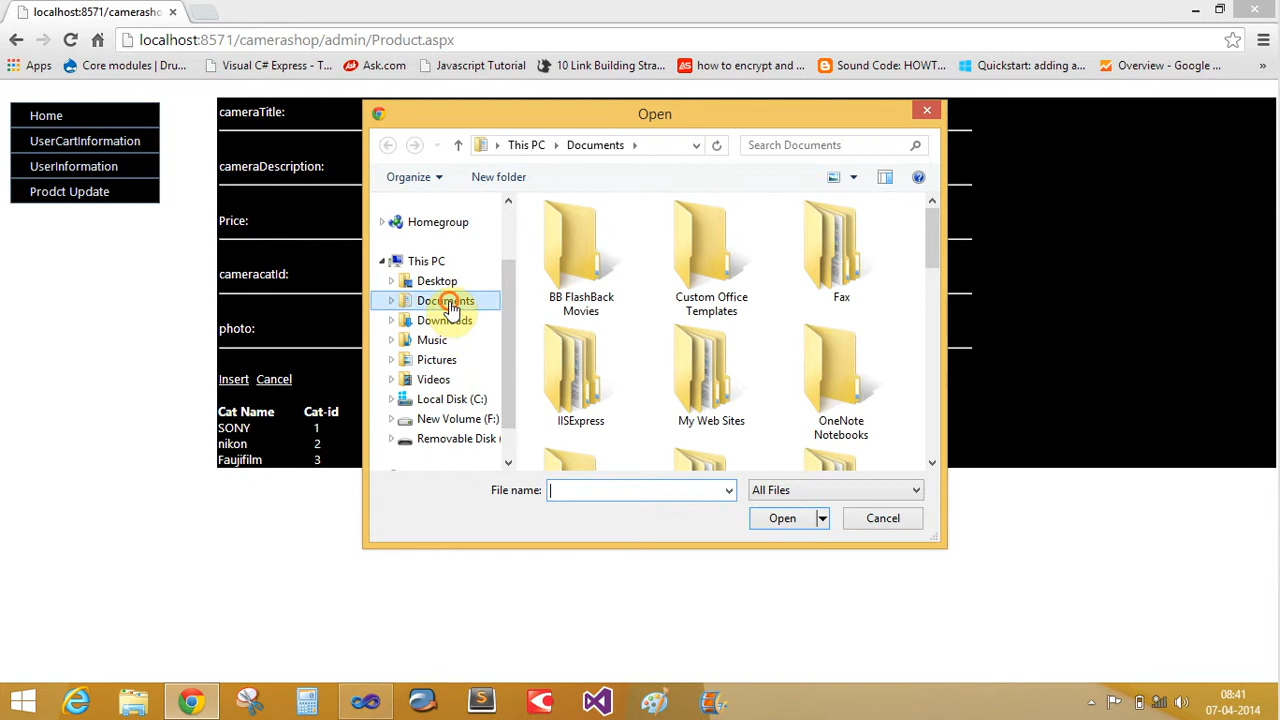 localhost:8571/camerasho
localhost:8571/camerashop/admin/Product.aspx
Apps Core modules | Dru... Visual C# Express - T... Ask.com Javascript Tutorial 10 Link Building Stra... how to encrypt and ... Sound Code: HOWT... Quickstart: adding a... Overview - Google ... »
Home
UserCartInformation
UserInformation
Prodct Update
cameraTitle:
cameraDescription:
Price:
cameracatId:
photo:
Insert Cancel
Cat Name Cat-id
SONY 1
nikon 2
Faujifilm 3
Open
This PC Documents
Search Documents
Organize New folder
Homegroup
This PC
Desktop
Documents
Downloads
Music
Pictures
Videos
Local Disk (C:)
New Volume (F:)
Removable Disk (
BB FlashBack
Movies
Custom Office
Templates
Fax
IISExpress
My Web Sites
OneNote
Notebooks
File name:
All Files
Open Cancel
08:41
07-04-2014